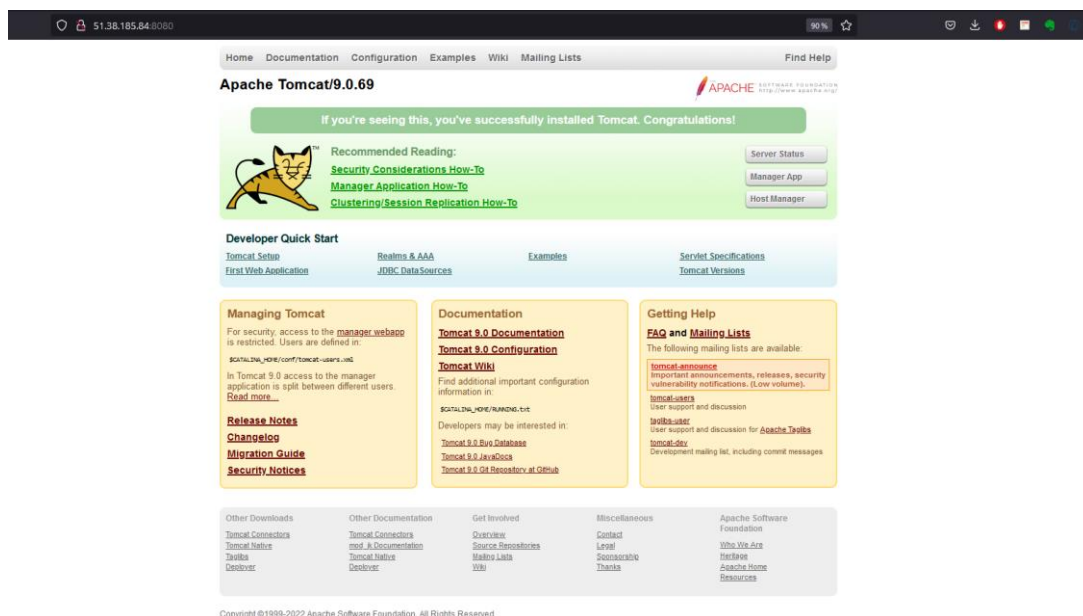 51.38.185.84:8080
90%
Home Documentation Configuration Examples Wiki Mailing Lists
Find Help
Apache Tomcat/9.0.69
APACHE SOFTWARE FOUNDATION
http://www.apache.org/
If you're seeing this, you've successfully installed Tomcat. Congratulations!
TM
Recommended Reading:
Security Considerations How-To
Manager Application How-To
Clustering/Session Replication How-To
Server Status
Manager App
Host Manager
Developer Quick Start
Tomcat Setup
First Web Application
Realms & AAA
JDBC DataSources
Examples
Servlet Specifications
Tomcat Versions
Managing Tomcat
For security, access to the manager webapp
is restricted. Users are defined in:
$CATALINA_HOME/conf/tomcat-users.xml
In Tomcat 9.0 access to the manager
application is split between different users.
Read more...
Release Notes
Changelog
Migration Guide
Security Notices
Documentation
Tomcat 9.0 Documentation
Tomcat 9.0 Configuration
Tomcat Wiki
Find additional important configuration
information in:
$CATALINA_HOME/RUNNING.txt
Developers may be interested in:
Tomcat 9.0 Bug Database
Tomcat 9.0 JavaDocs
Tomcat 9.0 Git Repository at GitHub
Getting Help
FAQ and Mailing Lists
The following mailing lists are available:
tomcat-announce
Important announcements, releases, security
vulnerability notifications. (Low volume).
tomcat-users
User support and discussion
taglibs-user
User support and discussion for Apache Taglibs
tomcat-dev
Development mailing list, including commit messages
Other Downloads
Tomcat Connectors
Tomcat Native
Taglibs
Deployer
Other Documentation
Tomcat Connectors
mod_jk Documentation
Tomcat Native
Deployer
Get Involved
Overview
Source Repositories
Mailing Lists
Wiki
Miscellaneous
Contact
Legal
Sponsorship
Thanks
Apache Software
Foundation
Who We Are
Heritage
Apache Home
Resources
Copyright ©1999-2022 Apache Software Foundation. All Rights Reserved